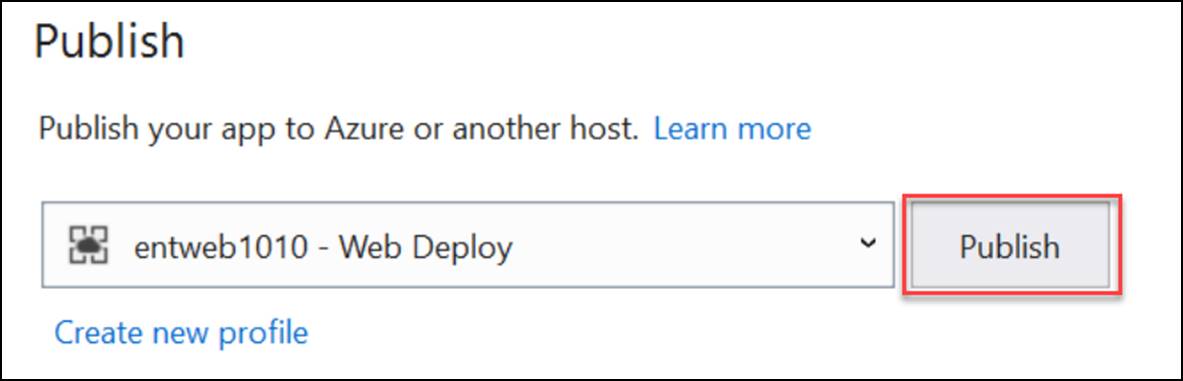 Publish
Publish your app to Azure or another host. Learn more
entweb1010 - Web Deploy
Publish
Create new profile